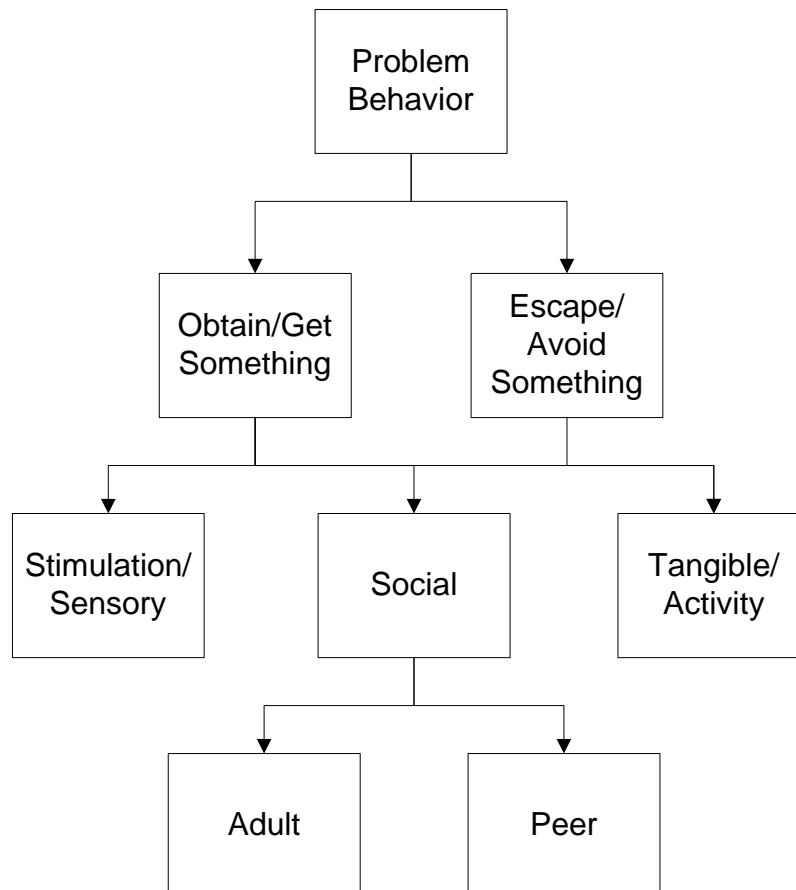 Problem
Behavior
Obtain/Get
Something
Escape/
Avoid
Something
Stimulation/
Sensory
Social
Tangible/
Activity
Adult
Peer